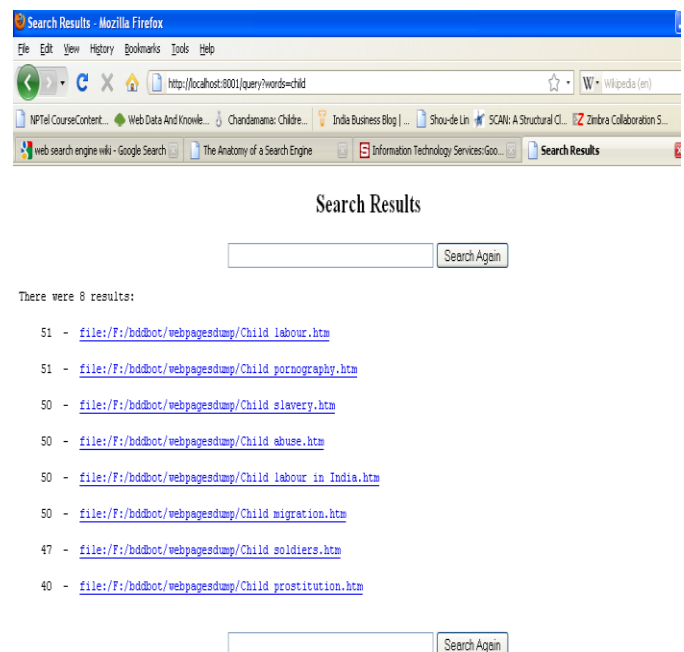 Search Results - Mozilla Firefox
File Edit View History Bookmarks Tools Help
http://localhost:8001/query?words=child W Wikipedia (en)
NPTel CourseContent... Web Data And Knowle... Chandamama: Childre... India Business Blog | ... Shou-de Lin SCAN: A Structural Cl... Zimbra Collaboration S...
web search engine wiki - Google Search The Anatomy of a Search Engine Information Technology Services:Goo... Search Results
Search Results
Search Again
There were 8 results:
51 - file:/F:/bddbot/webpagesdump/Child labour.htm
51 - file:/F:/bddbot/webpagesdump/Child pornography.htm
50 - file:/F:/bddbot/webpagesdump/Child slavery.htm
50 - file:/F:/bddbot/webpagesdump/Child abuse.htm
50 - file:/F:/bddbot/webpagesdump/Child labour in India.htm
50 - file:/F:/bddbot/webpagesdump/Child migration.htm
47 - file:/F:/bddbot/webpagesdump/Child soldiers.htm
40 - file:/F:/bddbot/webpagesdump/Child prostitution.htm
Search Again